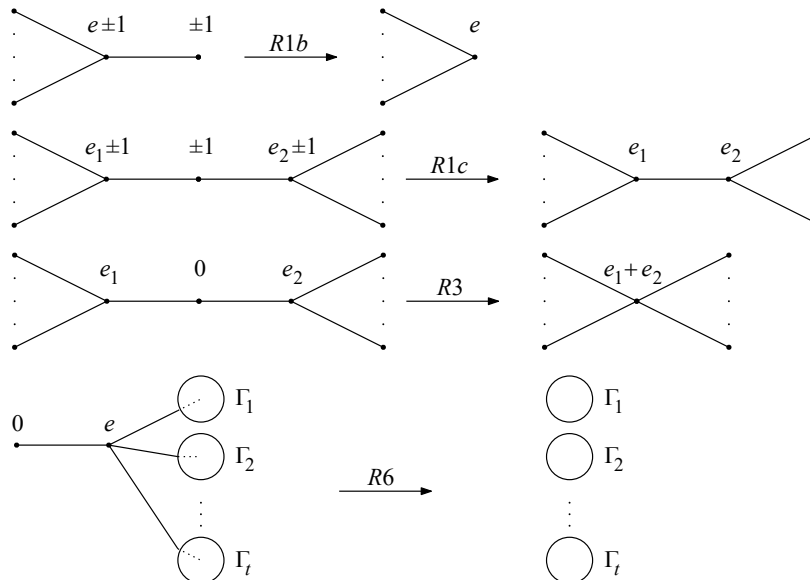 e ±1 ±1 R1b e
e₁ ±1 ±1 e₂ ±1 R1c e₁ e₂
e₁ 0 e₂ R3 e₁ + e₂
Γ₁ Γ₁
0 e Γ₂ R6 Γ₂
Γₜ Γₜ